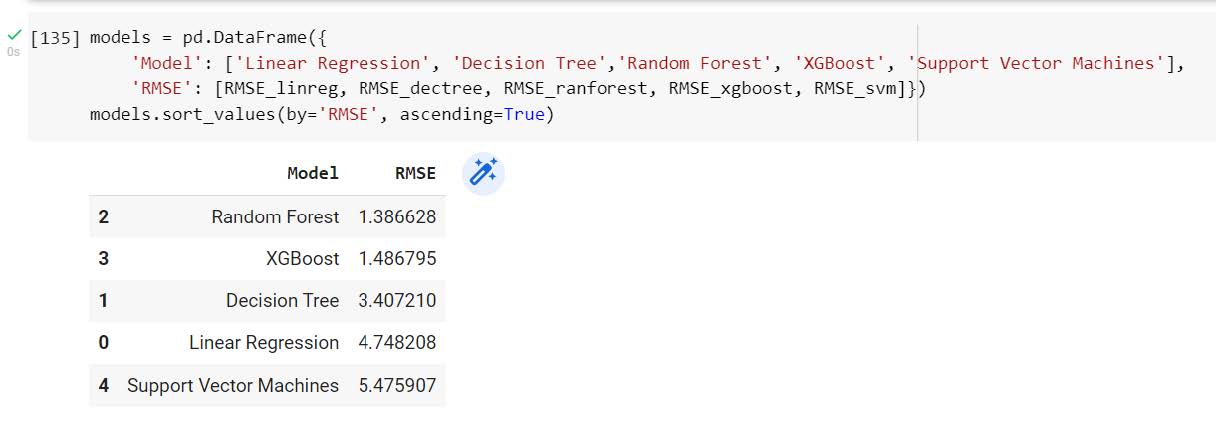 [135] models = pd.DataFrame({
'Model': ['Linear Regression', 'Decision Tree','Random Forest', 'XGBoost', 'Support Vector Machines'],
'RMSE': [RMSE_linreg, RMSE_dectree, RMSE_ranforest, RMSE_xgboost, RMSE_svm]})
0s
models.sort_values(by='RMSE', ascending=True)
Model RMSE
2 Random Forest 1.386628
3 XGBoost 1.486795
1 Decision Tree 3.407210
0 Linear Regression 4.748208
4 Support Vector Machines 5.475907